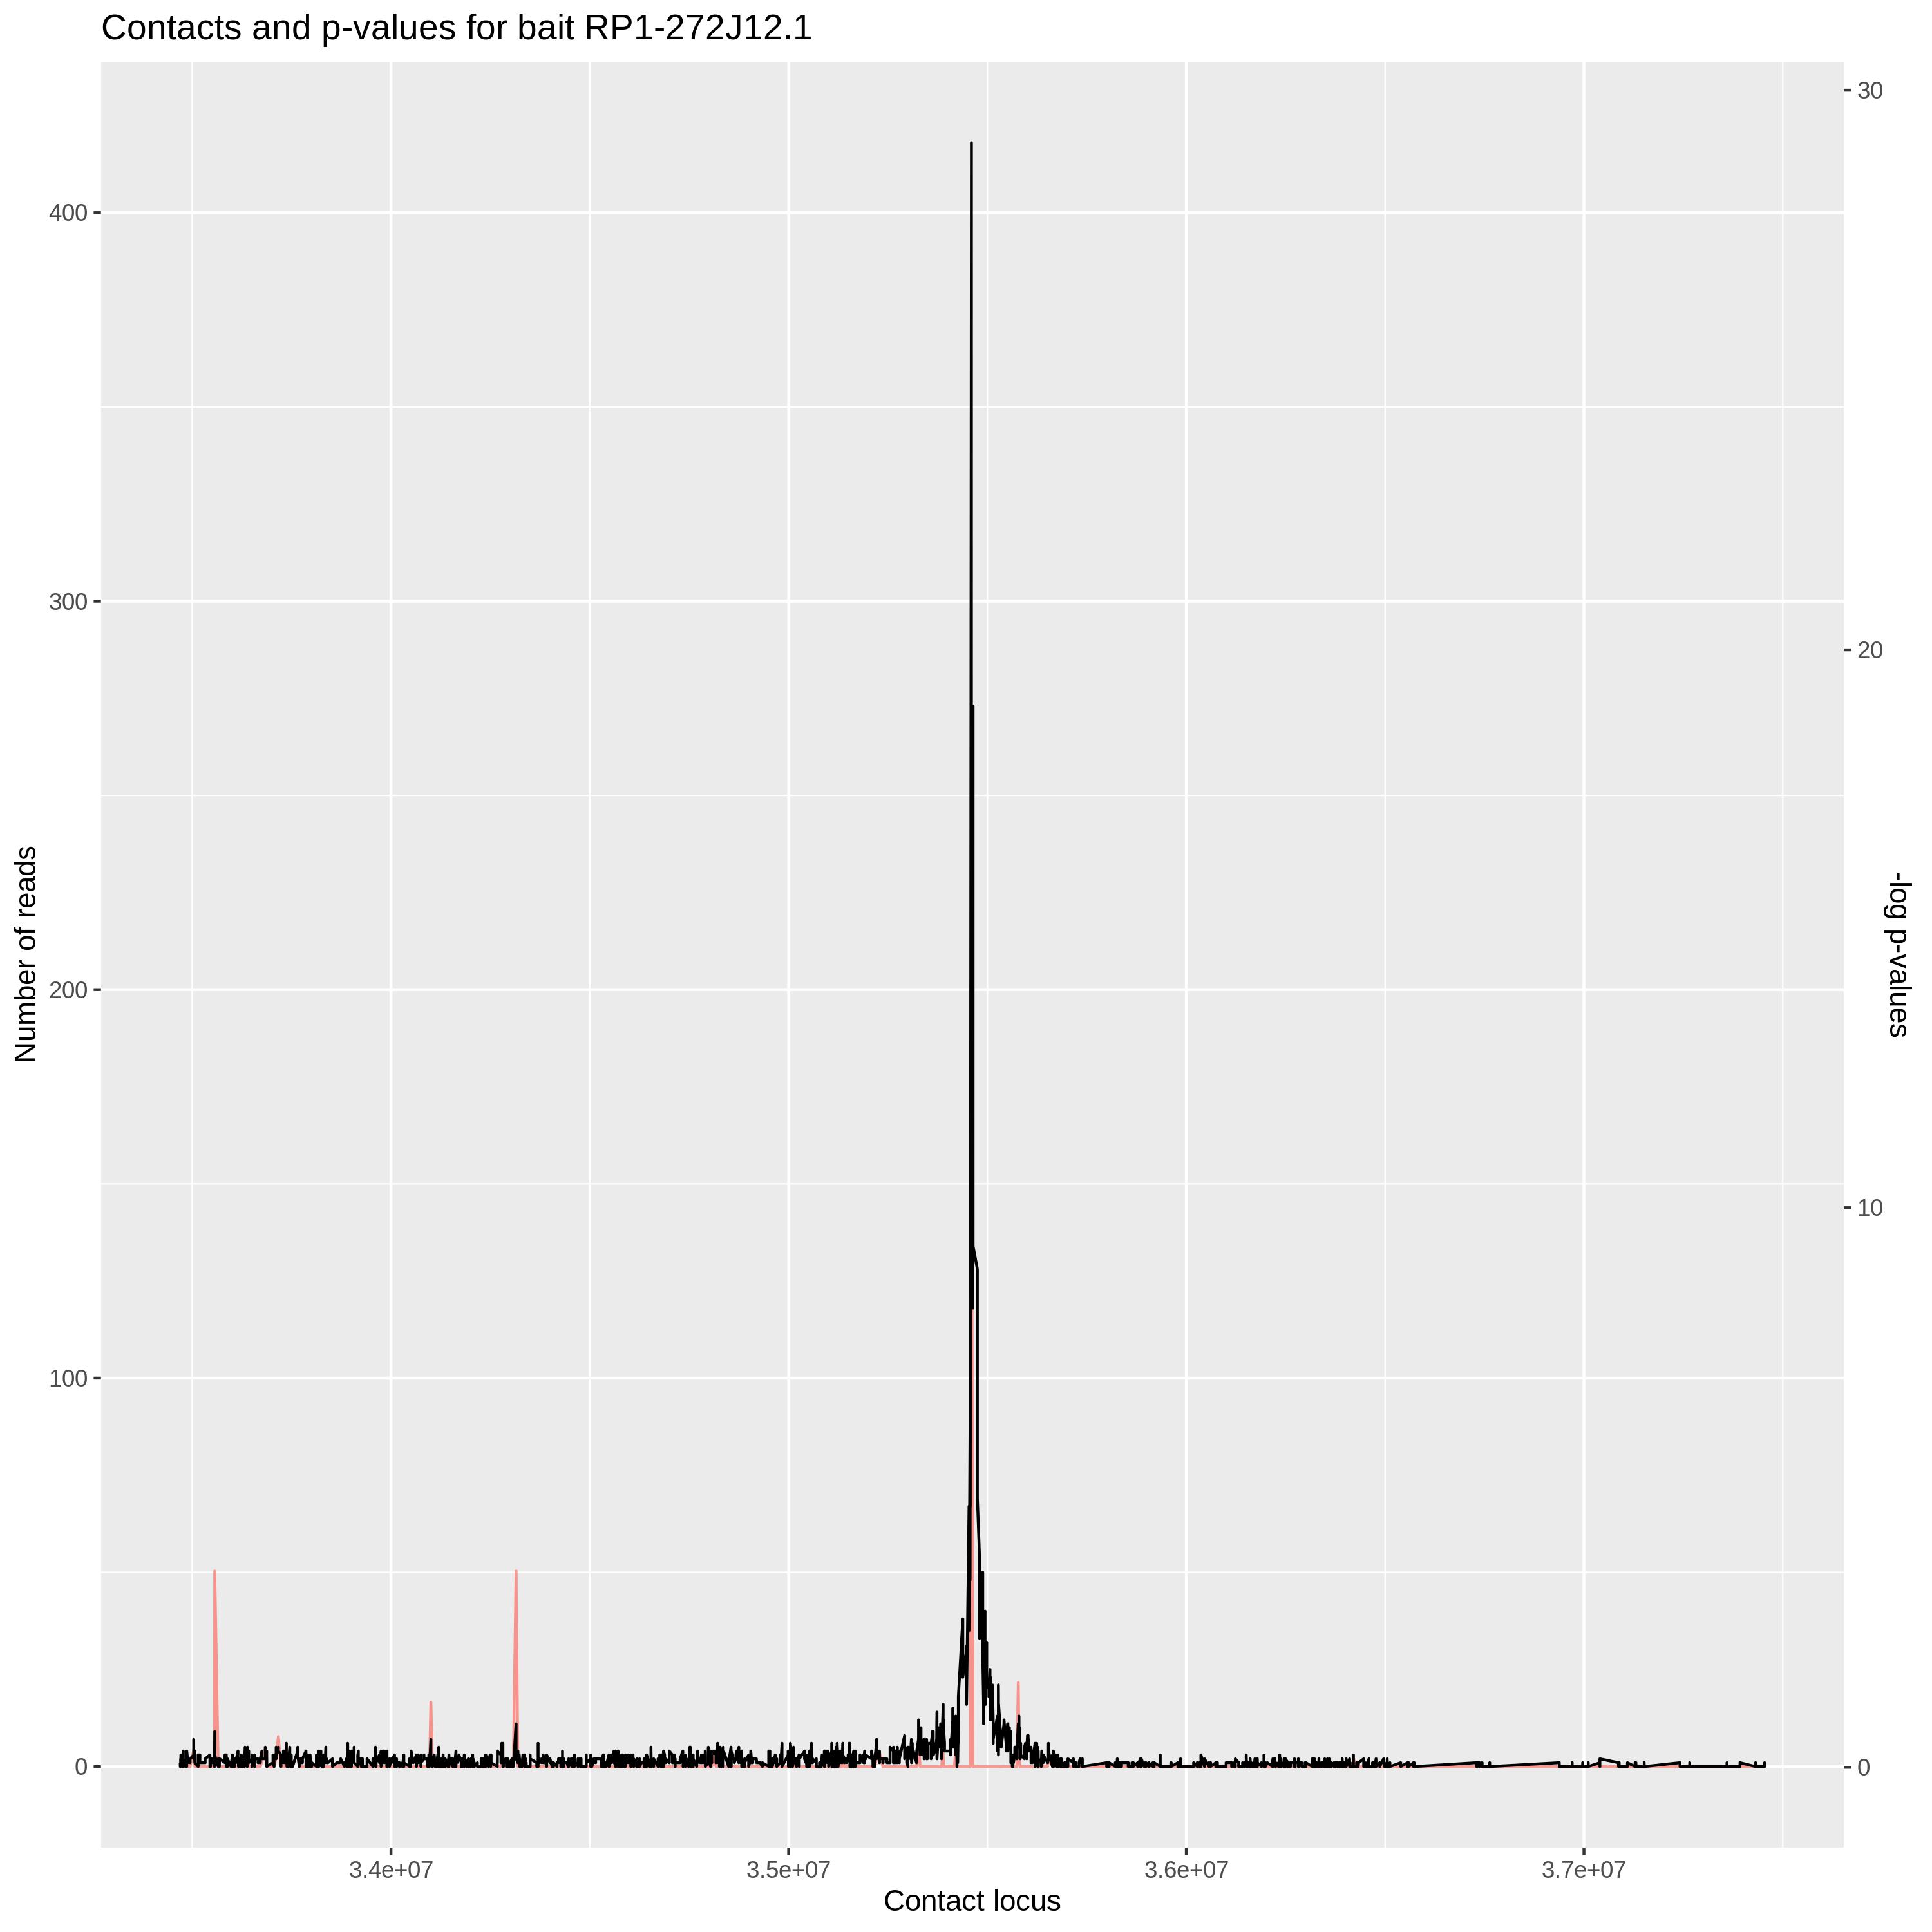 Contacts and p-values for bait RP1-272J12.1
400
300
200
100
0
30
20
10
0
Number of reads
-log p-values
3.4e+07
3.5e+07
3.6e+07
3.7e+07
Contact locus